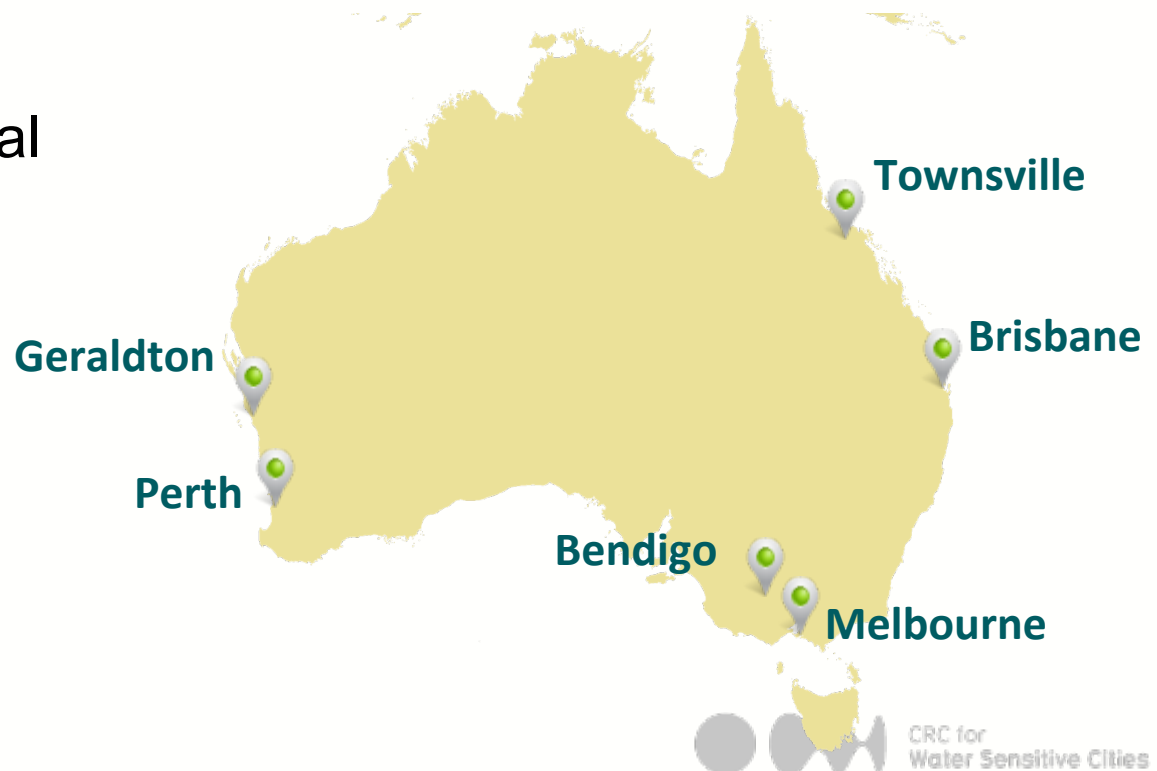 al
Townsville
Brisbane
Geraldton
Perth
Bendigo
Melbourne
CRC for
Water Sensitive Cities